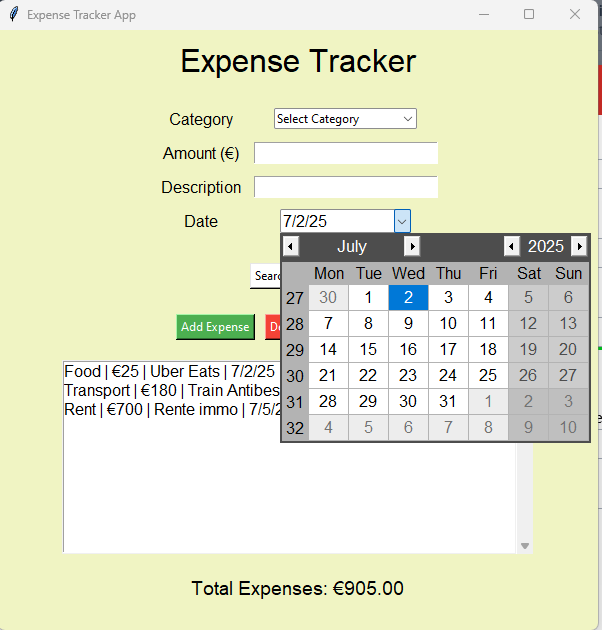 Expense Tracker App
Expense Tracker
Category Select Category
Amount (€)
Description
Date 7/2/25
July 2025
Mon Tue Wed Thu Fri Sat Sun
27 30 1 2 3 4 5 6
28 7 8 9 10 11 12 13
29 14 15 16 17 18 19 20
30 21 22 23 24 25 26 27
31 28 29 30 31 1 2 3
32 4 5 6 7 8 9 10
Searc
Add Expense
Food | €25 | Uber Eats | 7/2/25
Transport | €180 | Train Antibes
Rent | €700 | Rente immo | 7/5/2
Total Expenses: €905.00